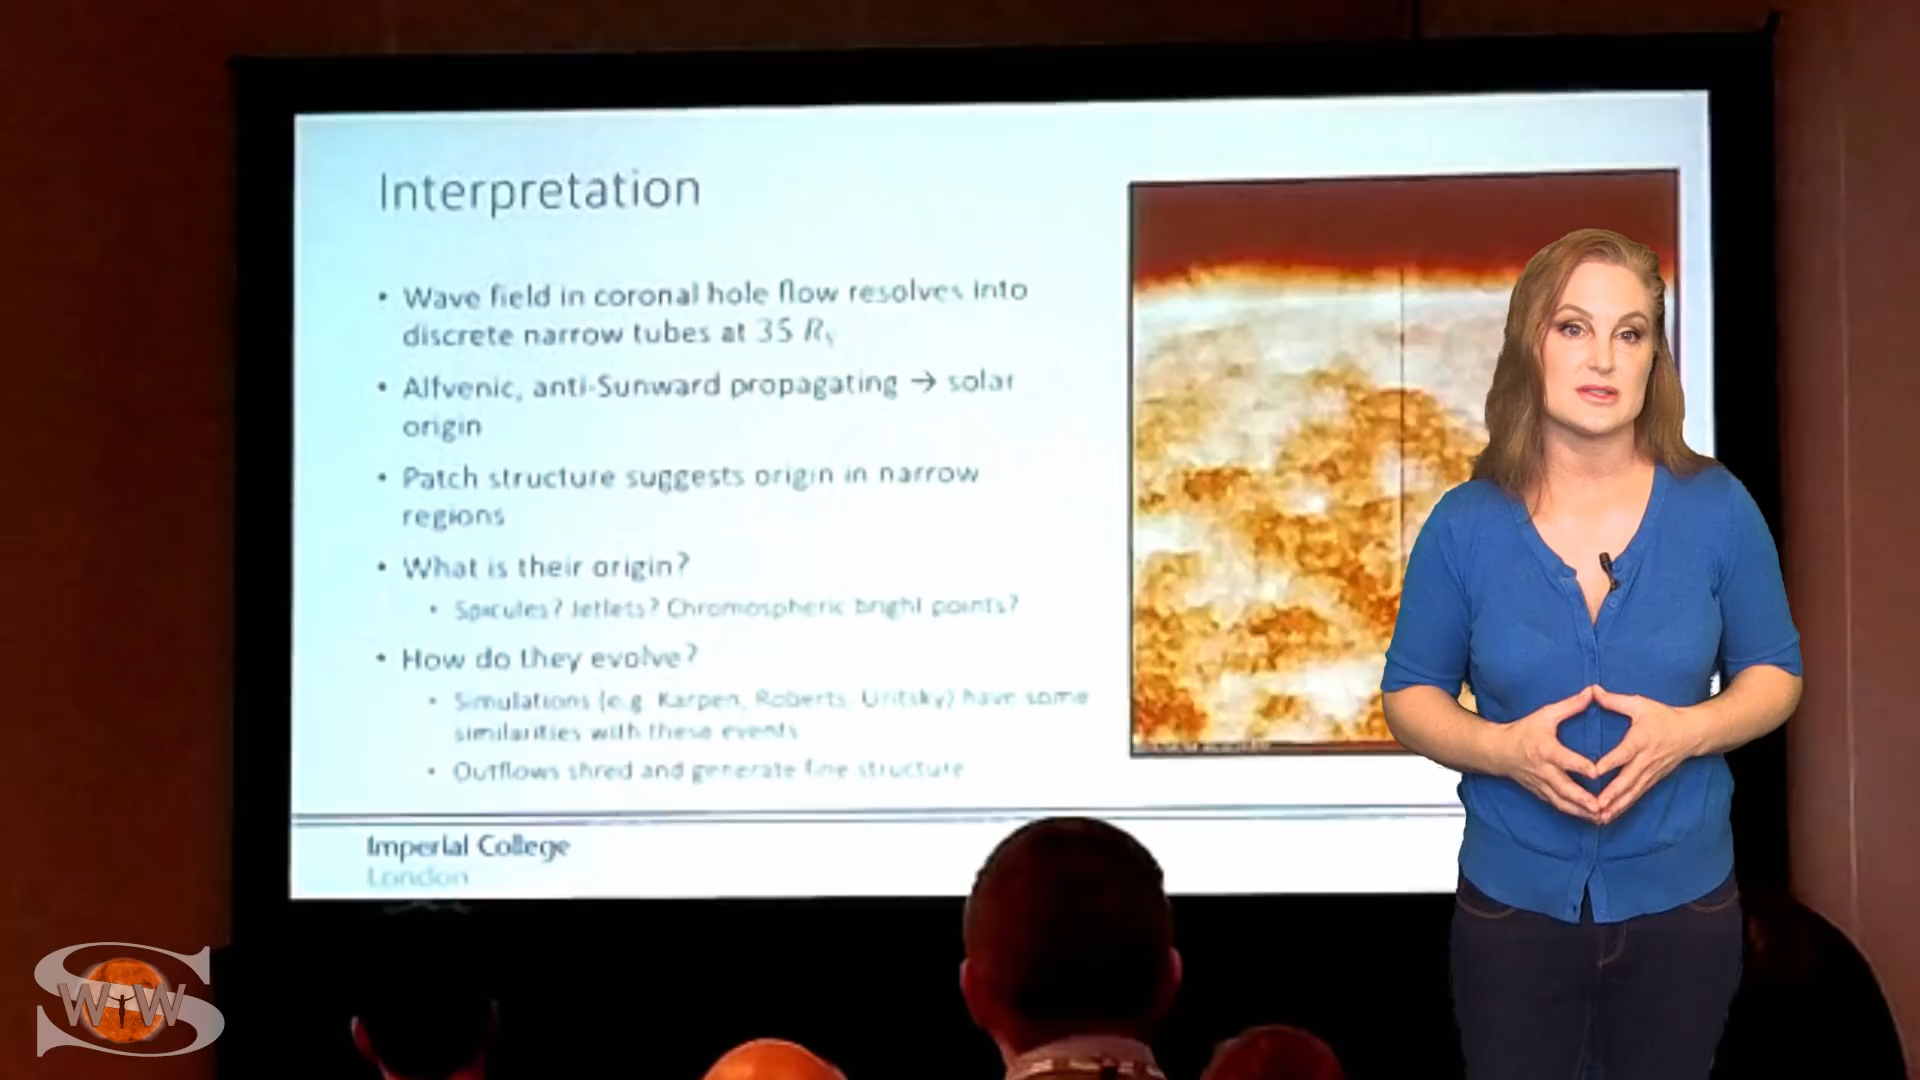 Interpretation
• Wave field in coronal hole flow resolves into
discrete narrow tubes at 35 Rs
• Alfvenic, anti-Sunward propagating → solar
origin
• Patch structure suggests origin in narrow
regions
• What is their origin?
• Spicules? Jetlets? Chromospheric bright points?
• How do they evolve?
• Simulations (e.g. Karpen, Roberts, Uritsky) have some
similarities with these events
• Outflows shred and generate fine structure
Imperial College
London
S
WTW